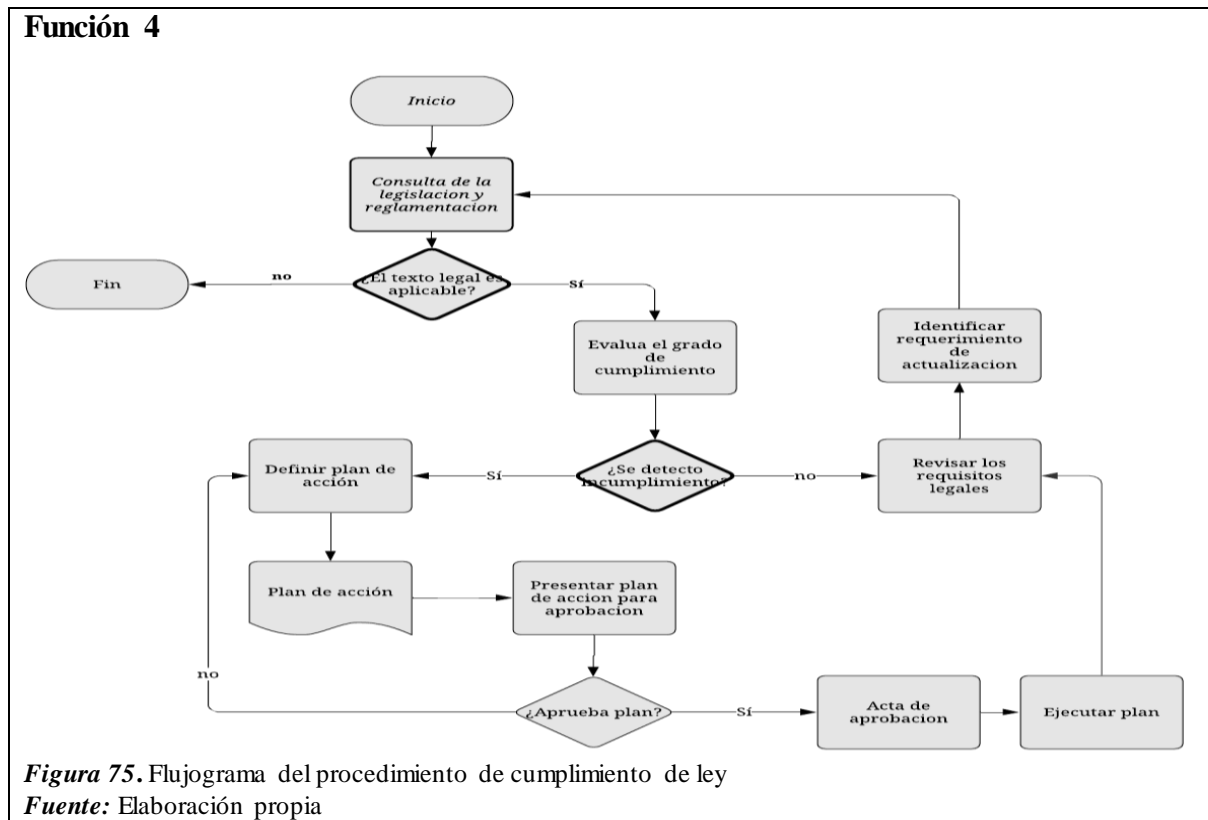 Función 4
Inicio
Consulta de la
legislacion y
reglamentacion
¿El texto legal es
aplicable?
no
Fin
Sí
Evalua el grado
de
cumplimiento
Identificar
requerimiento
de
actualizacion
¿Se detecto
incumplimiento?
Sí
Definir plan de
acción
no
Revisar los
requisitos
legales
Plan de acción
Presentar plan
de accion para
aprobacion
no
¿Aprueba plan?
Sí
Acta de
aprobacion
Ejecutar plan
Figura 75. Flujograma del procedimiento de cumplimiento de ley
Fuente: Elaboración propia